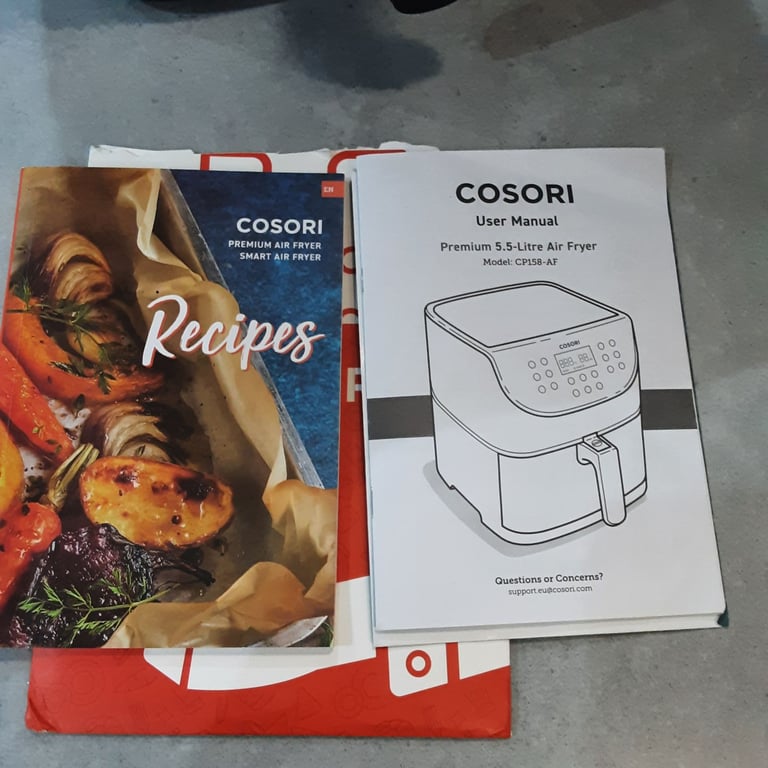 EN
COSORI
PREMIUM AIR FRYER
SMART AIR FRYER
Recipes
COSORI
User Manual
Premium 5.5-Litre Air Fryer
Model: CP158-AF
COSORI
Questions or Concerns?
support.eu@cosori.com